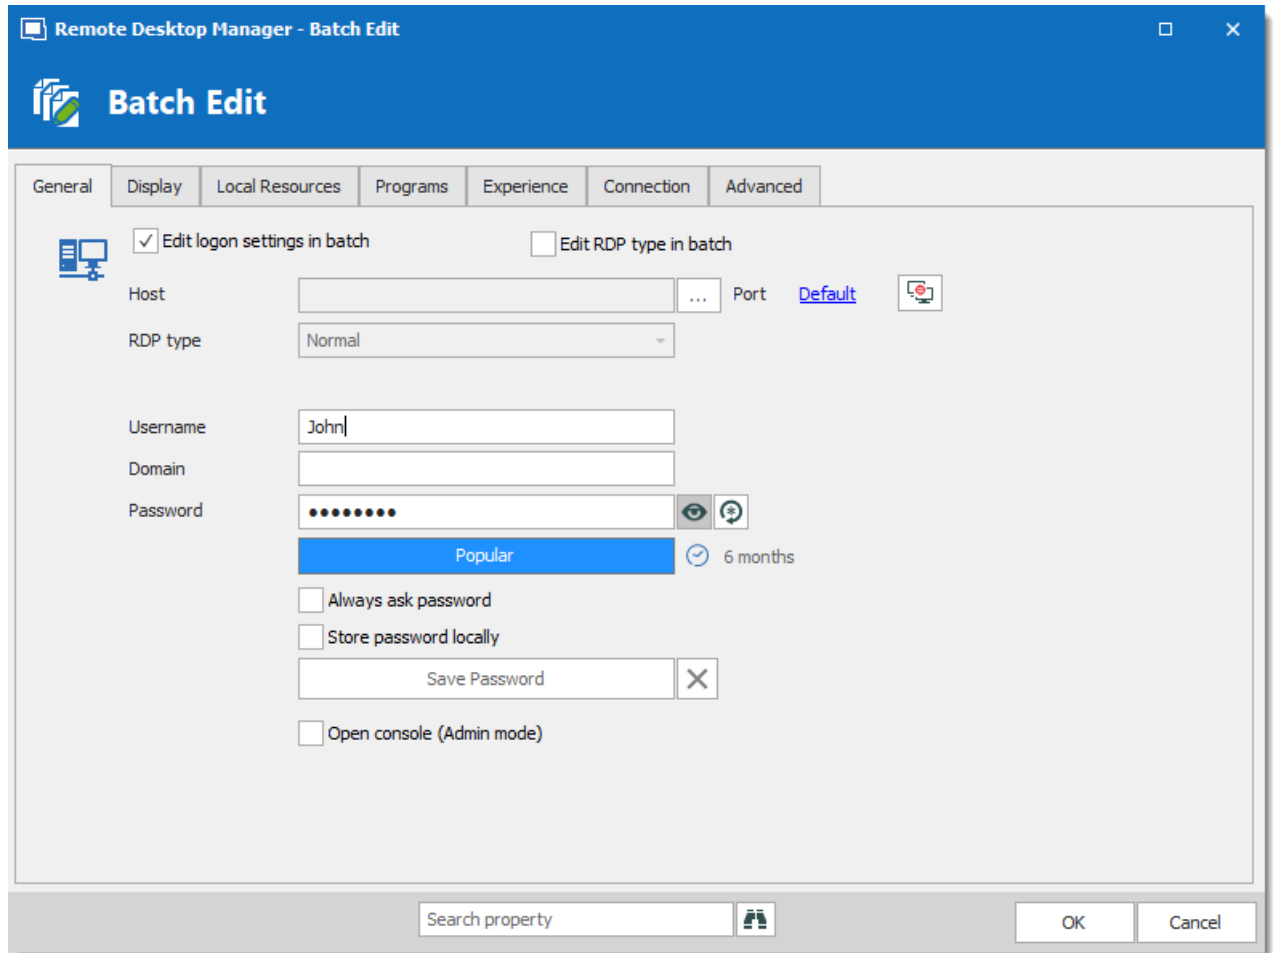 Remote Desktop Manager - Batch Edit
Batch Edit
General Display Local Resources Programs Experience Connection Advanced
Edit logon settings in batch Edit RDP type in batch
Host ... Port Default
RDP type Normal
Username John
Domain
Password ●●●●●●●●
Popular 6 months
Always ask password
Store password locally
Save Password
Open console (Admin mode)
Search property OK Cancel